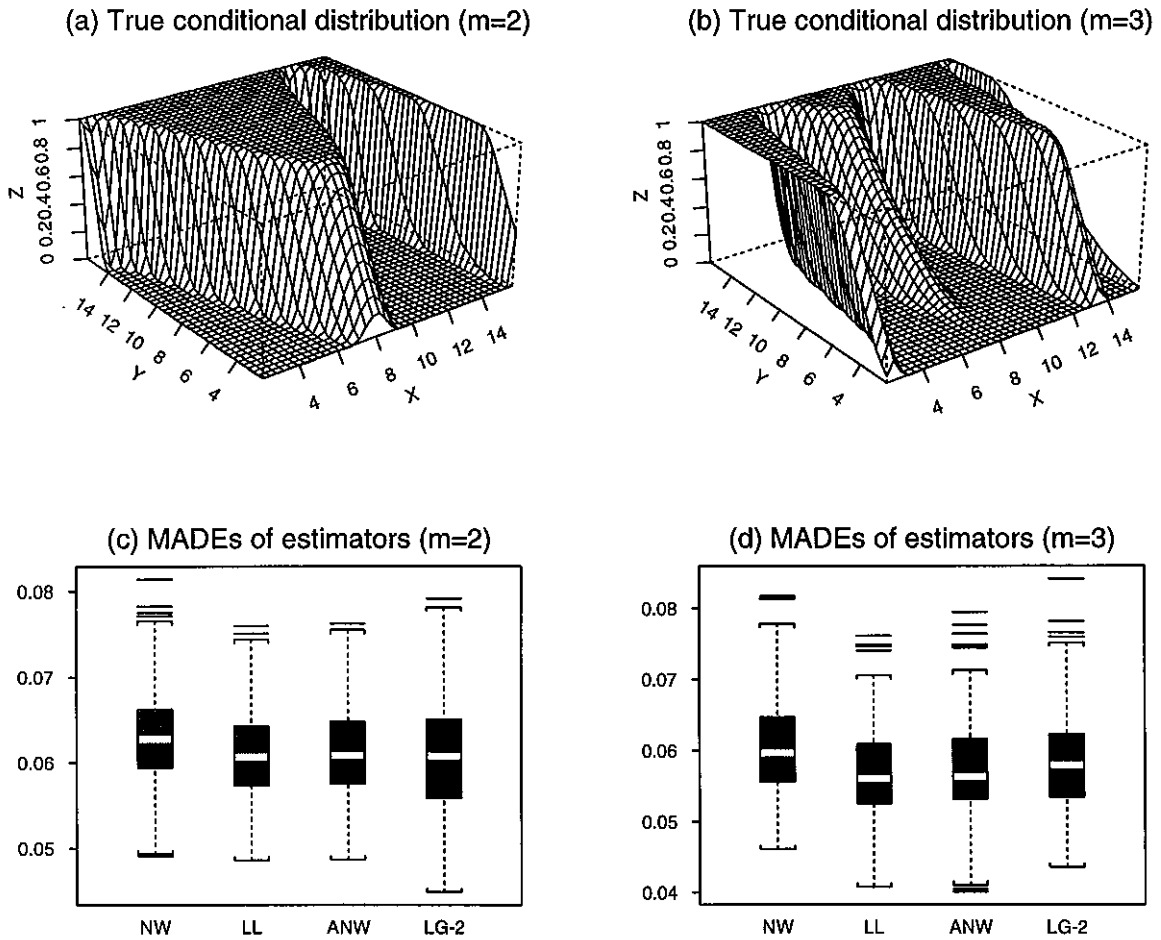 (a) True conditional distribution (m=2)
(b) True conditional distribution (m=3)
Z
0 0.20.40.60.8 1
14 12 10 8 6 4
Y
4 6 8 10 12 14
X
Z
0 0.20.40.60.8 1
14 12 10 8 6 4
Y
4 6 8 10 12 14
X
(c) MADEs of estimators (m=2)
0.08
0.07
0.06
0.05
NW LL ANW LG-2
(d) MADEs of estimators (m=3)
0.08
0.07
0.06
0.05
0.04
NW LL ANW LG-2